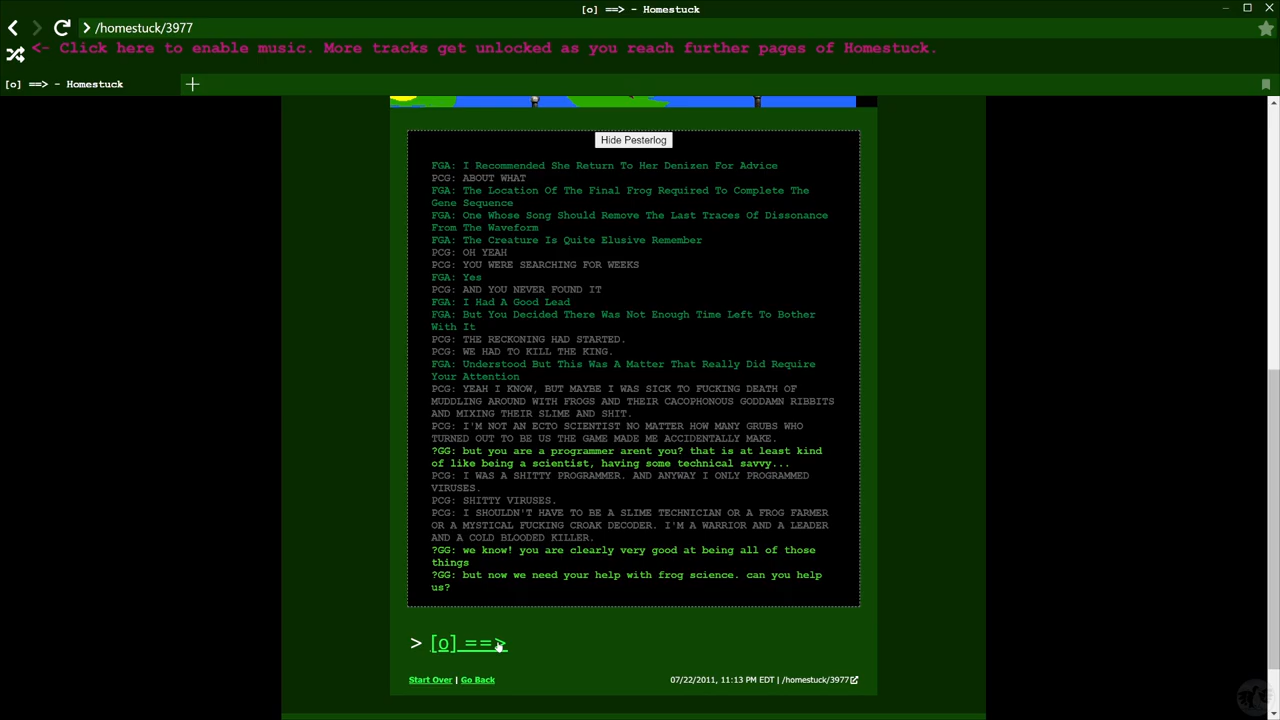 [o] ==> - Homestuck
/homestuck/3977
<- Click here to enable music. More tracks get unlocked as you reach further pages of Homestuck.
[o] ==> - Homestuck
Hide Pesterlog
FGA: I Recommended She Return To Her Denizen For Advice
PCG: ABOUT WHAT
FGA: The Location Of The Final Frog Required To Complete The
Gene Sequence
FGA: One Whose Song Should Remove The Last Traces Of Dissonance
From The Waveform
FGA: The Creature Is Quite Elusive Remember
PCG: OH YEAH
PCG: YOU WERE SEARCHING FOR WEEKS
FGA: Yes
PCG: AND YOU NEVER FOUND IT
FGA: I Had A Good Lead
FGA: But You Decided There Was Not Enough Time Left To Bother
With It
PCG: THE RECKONING HAD STARTED.
PCG: WE HAD TO KILL THE KING.
FGA: Understood But This Was A Matter That Really Did Require
Your Attention
PCG: YEAH I KNOW, BUT MAYBE I WAS SICK TO FUCKING DEATH OF
MUDDLING AROUND WITH FROGS AND THEIR CACOPHONOUS GODDAMN RIBBITS
AND MIXING THEIR SLIME AND SHIT.
PCG: I'M NOT AN ECTO SCIENTIST NO MATTER HOW MANY GRUBS WHO
TURNED OUT TO BE US THE GAME MADE ME ACCIDENTALLY MAKE.
?GG: but you are a programmer arent you? that is at least kind
of like being a scientist, having some technical savvy...
PCG: I WAS A SHITTY PROGRAMMER. AND ANYWAY I ONLY PROGRAMMED
VIRUSES.
PCG: SHITTY VIRUSES.
PCG: I SHOULDN'T HAVE TO BE A SLIME TECHNICIAN OR A FROG FARMER
OR A MYSTICAL FUCKING CROAK DECODER. I'M A WARRIOR AND A LEADER
AND A COLD BLOODED KILLER.
?GG: we know! you are clearly very good at being all of those
things
?GG: but now we need your help with frog science. can you help
us?
> [o] ==>
Start Over | Go Back
07/22/2011, 11:13 PM EDT | /homestuck/3977